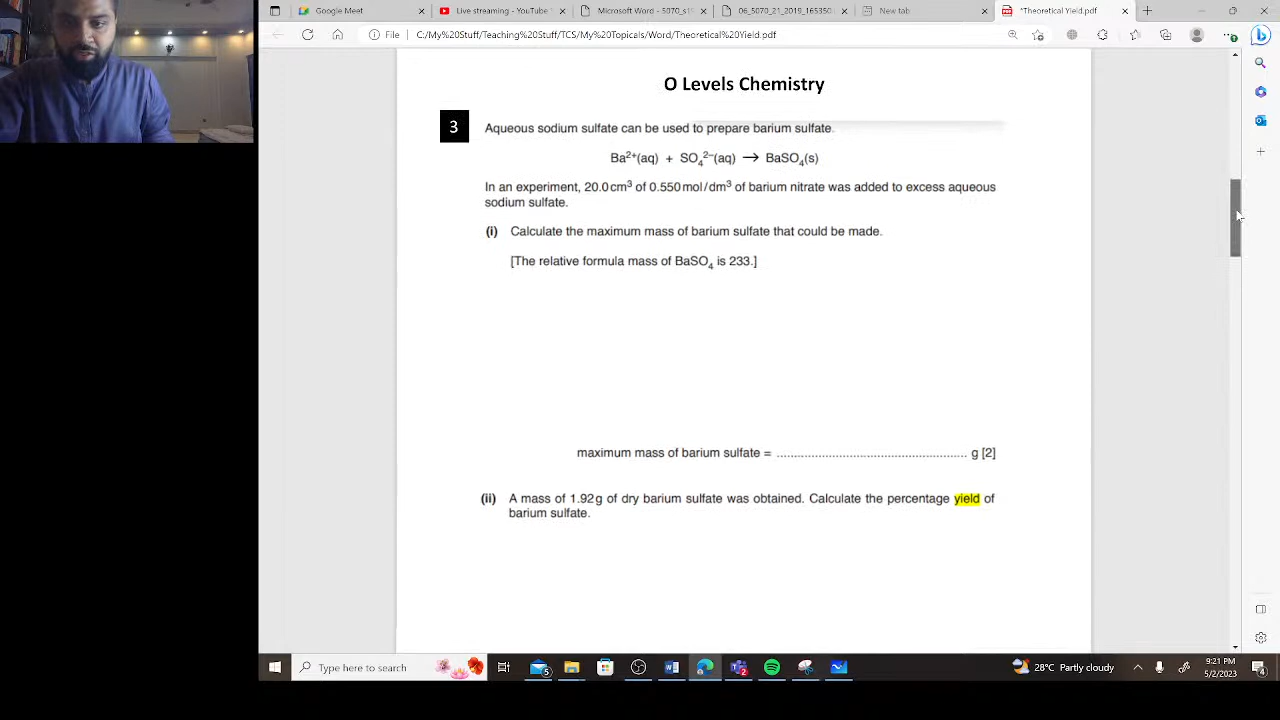 Google Meet
Live streaming - YouTube
Microsoft Word - 5070_s1
06_5070_21_2019_165350
New tab
*Theoretical Yield.pdf
File
C:/My%20Stuff/Teaching%20Stuff/TCS/My%20Topicals/Word/Theoretical%20Yield.pdf
O Levels Chemistry
3 Aqueous sodium sulfate can be used to prepare barium sulfate.
Ba²⁺(aq) + SO₄²⁻(aq) → BaSO₄(s)
In an experiment, 20.0 cm³ of 0.550 mol/dm³ of barium nitrate was added to excess aqueous
sodium sulfate.
(i) Calculate the maximum mass of barium sulfate that could be made.
[The relative formula mass of BaSO₄ is 233.]
maximum mass of barium sulfate = .................................................. g [2]
(ii) A mass of 1.92 g of dry barium sulfate was obtained. Calculate the percentage yield of
barium sulfate.
Type here to search
28°C Partly cloudy
9:21 PM
5/2/2023